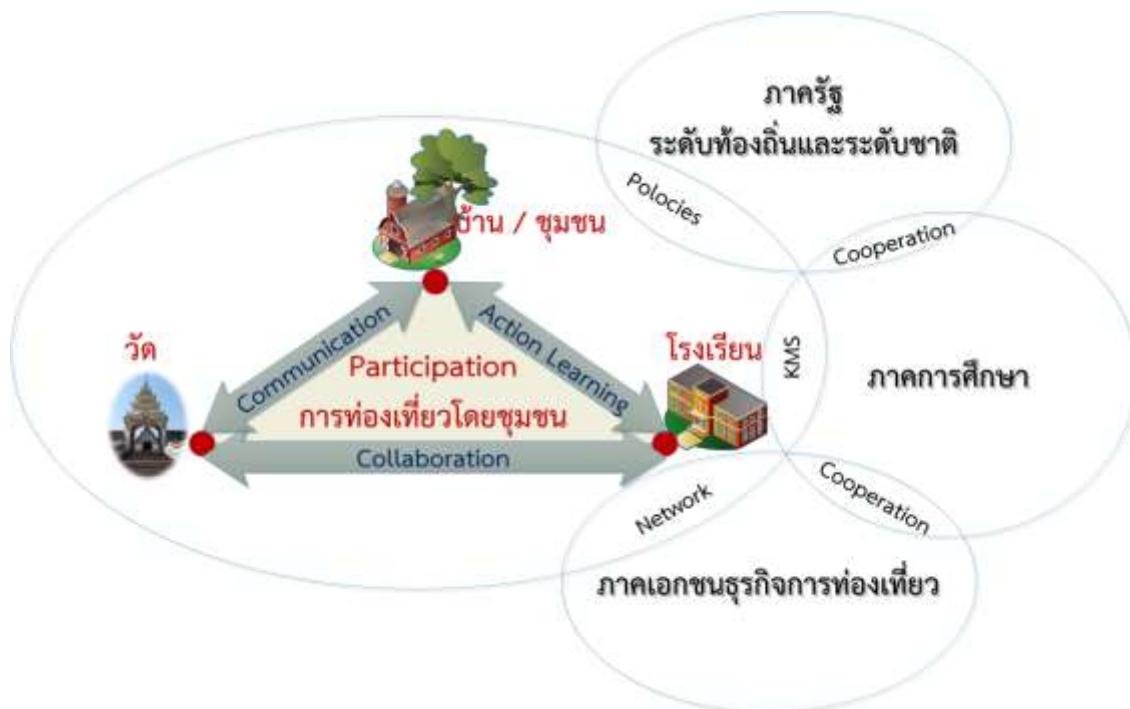 ภาครัฐ
ระดับท้องถิ่นและระดับชาติ
Polocies
Cooperation
บ้าน / ชุมชน
Communication
Action Learning
วัด
โรงเรียน
Participation
การท่องเที่ยวโดยชุมชน
Collaboration
KMS
ภาคการศึกษา
Network
Cooperation
ภาคเอกชนธุรกิจการท่องเที่ยว